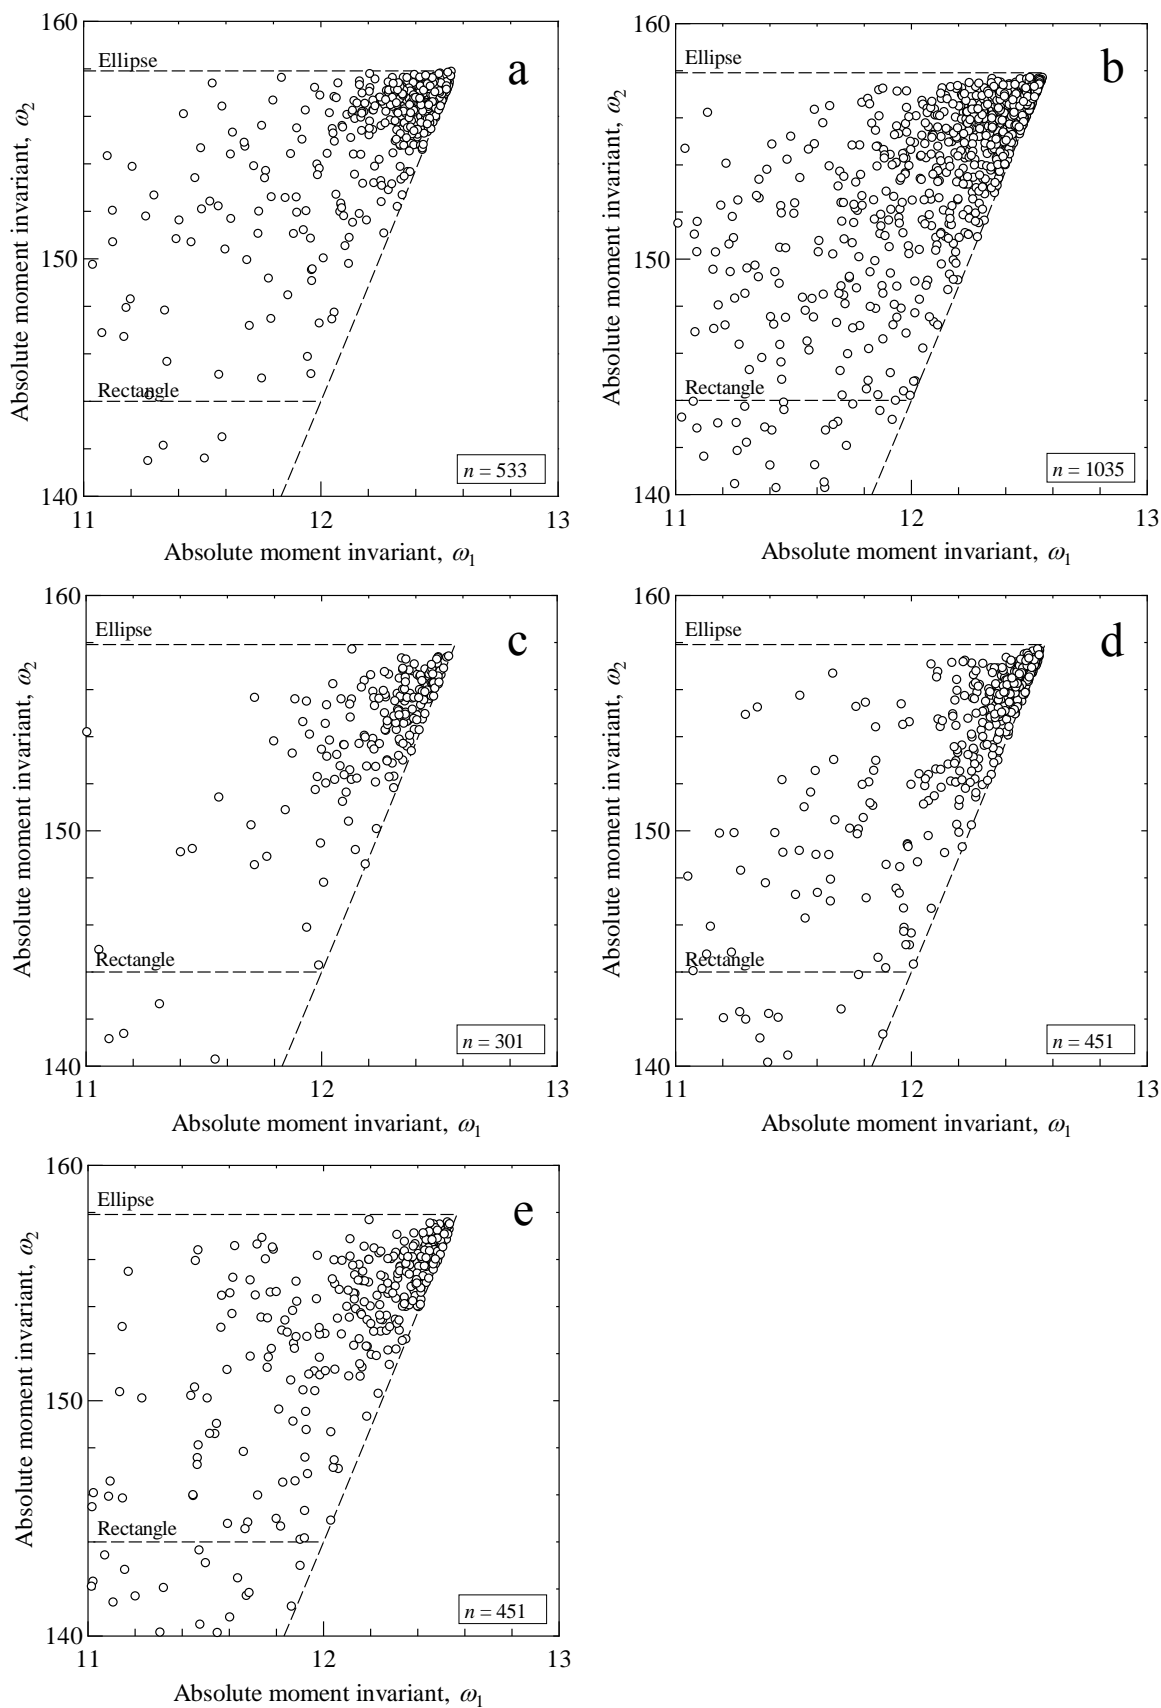 160
Ellipse
a
Absolute moment invariant, ω2
150
Rectangle
n = 533
140
11
12
13
Absolute moment invariant, ω1
160
Ellipse
b
Absolute moment invariant, ω2
150
Rectangle
n = 1035
140
11
12
13
Absolute moment invariant, ω1
160
Ellipse
c
Absolute moment invariant, ω2
150
Rectangle
n = 301
140
11
12
13
Absolute moment invariant, ω1
160
Ellipse
d
Absolute moment invariant, ω2
150
Rectangle
n = 451
140
11
12
13
Absolute moment invariant, ω1
160
Ellipse
e
Absolute moment invariant, ω2
150
Rectangle
n = 451
140
11
12
13
Absolute moment invariant, ω1